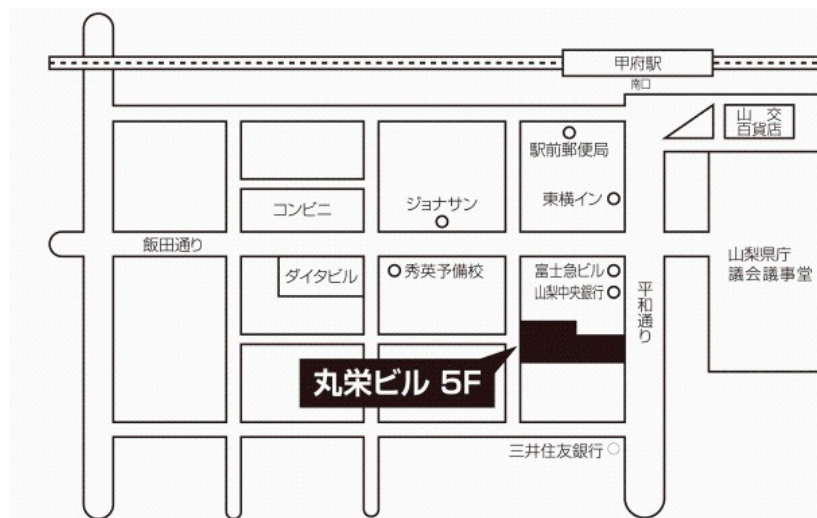 甲府駅
南口
山交
百貨店
駅前郵便局
東横イン
ジョナサン
コンビニ
飯田通り
山梨県庁
議会議事堂
ダイタビル
秀英予備校
富士急ビル
山梨中央銀行
平和通り
丸栄ビル 5F
三井住友銀行